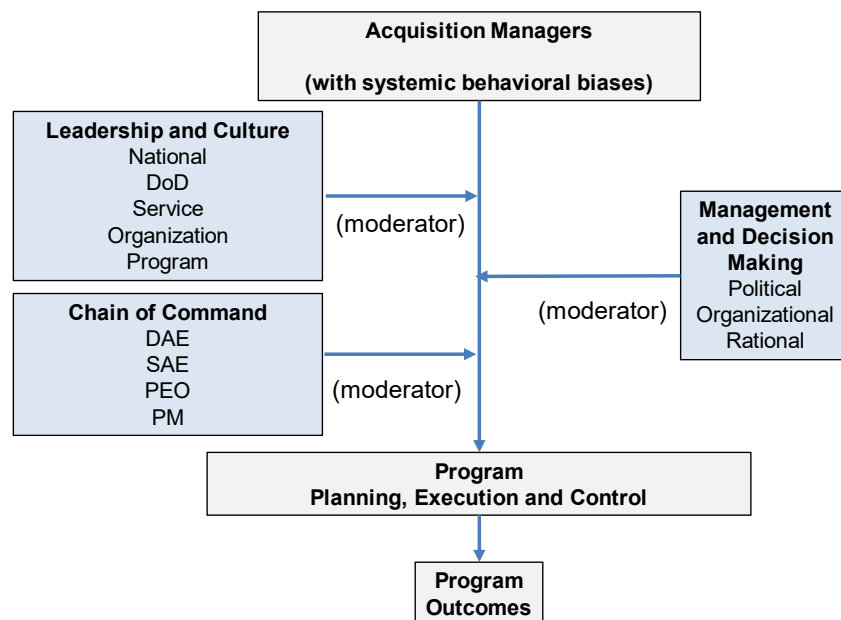 Acquisition Managers
(with systemic behavioral biases)
Leadership and Culture
National
DoD
Service
Organization
Program
(moderator)
Management
and Decision
Making
Political
Organizational
Rational
(moderator)
Chain of Command
DAE
SAE
PEO
PM
(moderator)
Program
Planning, Execution and Control
Program
Outcomes